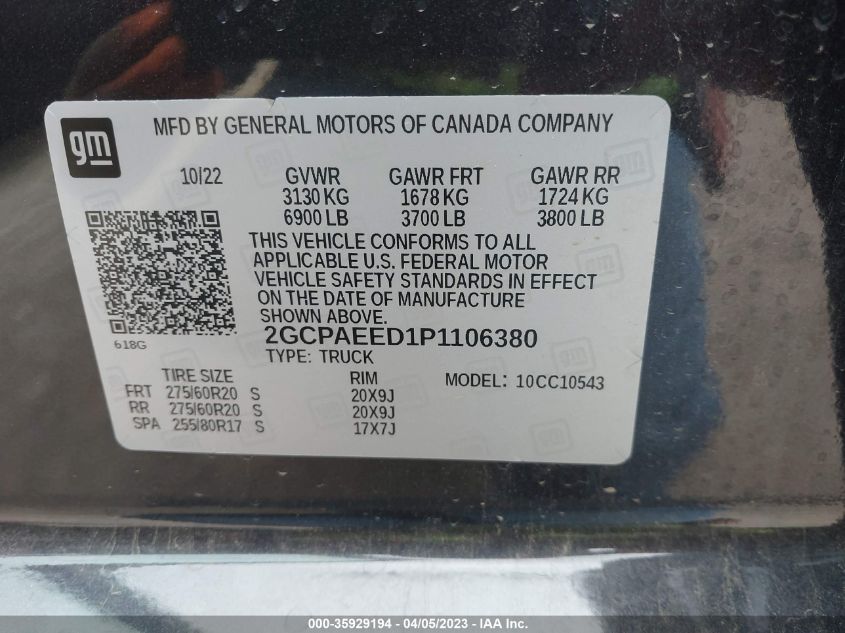 gm
MFD BY GENERAL MOTORS OF CANADA COMPANY
10/22 GVWR GAWR FRT GAWR RR
3130 KG 1678 KG 1724 KG
6900 LB 3700 LB 3800 LB
THIS VEHICLE CONFORMS TO ALL
APPLICABLE U.S. FEDERAL MOTOR
VEHICLE SAFETY STANDARDS IN EFFECT
ON THE DATE OF MANUFACTURE
SHOWN ABOVE.
618G
2GCPAEED1P1106380
TYPE: TRUCK
TIRE SIZE RIM MODEL: 10CC10543
FRT 275/60R20 S 20X9J
RR 275/60R20 S 20X9J
SPA 255/80R17 S 17X7J
000-35929194 - 04/05/2023 - IAA Inc.